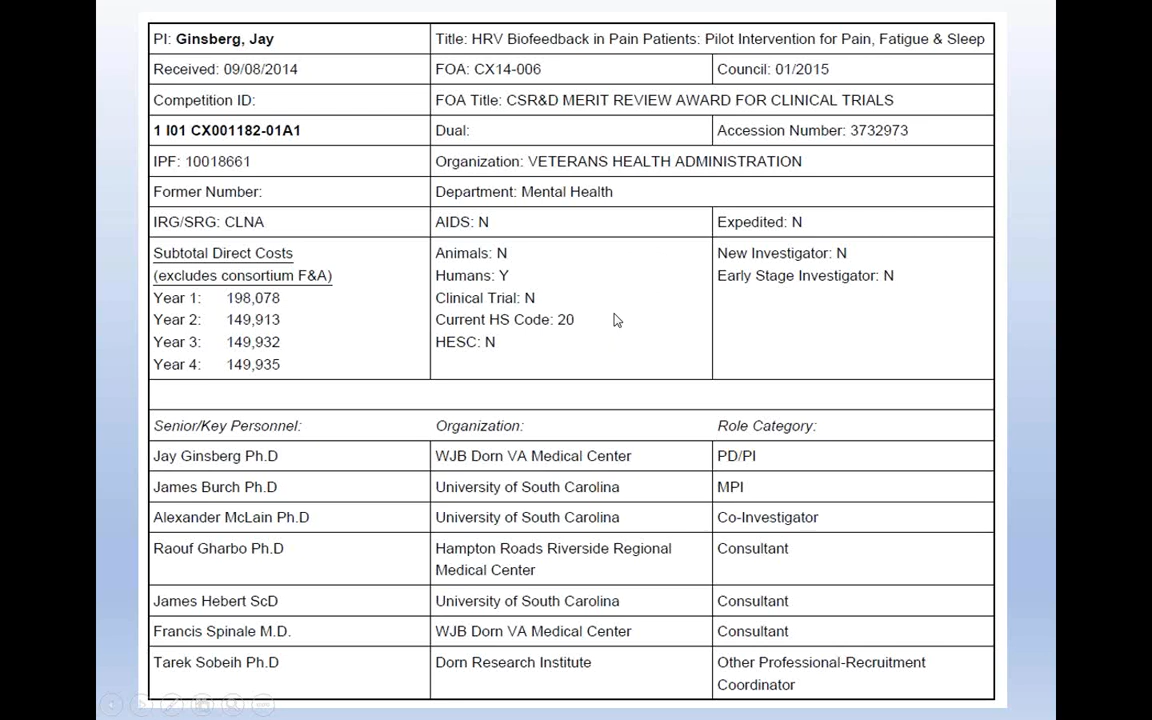 PI: Ginsberg, Jay
Title: HRV Biofeedback in Pain Patients: Pilot Intervention for Pain, Fatigue & Sleep
Received: 09/08/2014
FOA: CX14-006
Council: 01/2015
Competition ID:
FOA Title: CSR&D MERIT REVIEW AWARD FOR CLINICAL TRIALS
1 I01 CX001182-01A1
Dual:
Accession Number: 3732973
IPF: 10018661
Organization: VETERANS HEALTH ADMINISTRATION
Former Number:
Department: Mental Health
IRG/SRG: CLNA
AIDS: N
Expedited: N
Subtotal Direct Costs
(excludes consortium F&A)
Year 1: 198,078
Year 2: 149,913
Year 3: 149,932
Year 4: 149,935
Animals: N
Humans: Y
Clinical Trial: N
Current HS Code: 20
HESC: N
New Investigator: N
Early Stage Investigator: N
Senior/Key Personnel:
Organization:
Role Category:
Jay Ginsberg Ph.D
WJB Dorn VA Medical Center
PD/PI
James Burch Ph.D
University of South Carolina
MPI
Alexander McLain Ph.D
University of South Carolina
Co-Investigator
Raouf Gharbo Ph.D
Hampton Roads Riverside Regional
Medical Center
Consultant
James Hebert ScD
University of South Carolina
Consultant
Francis Spinale M.D.
WJB Dorn VA Medical Center
Consultant
Tarek Sobeih Ph.D
Dorn Research Institute
Other Professional-Recruitment
Coordinator